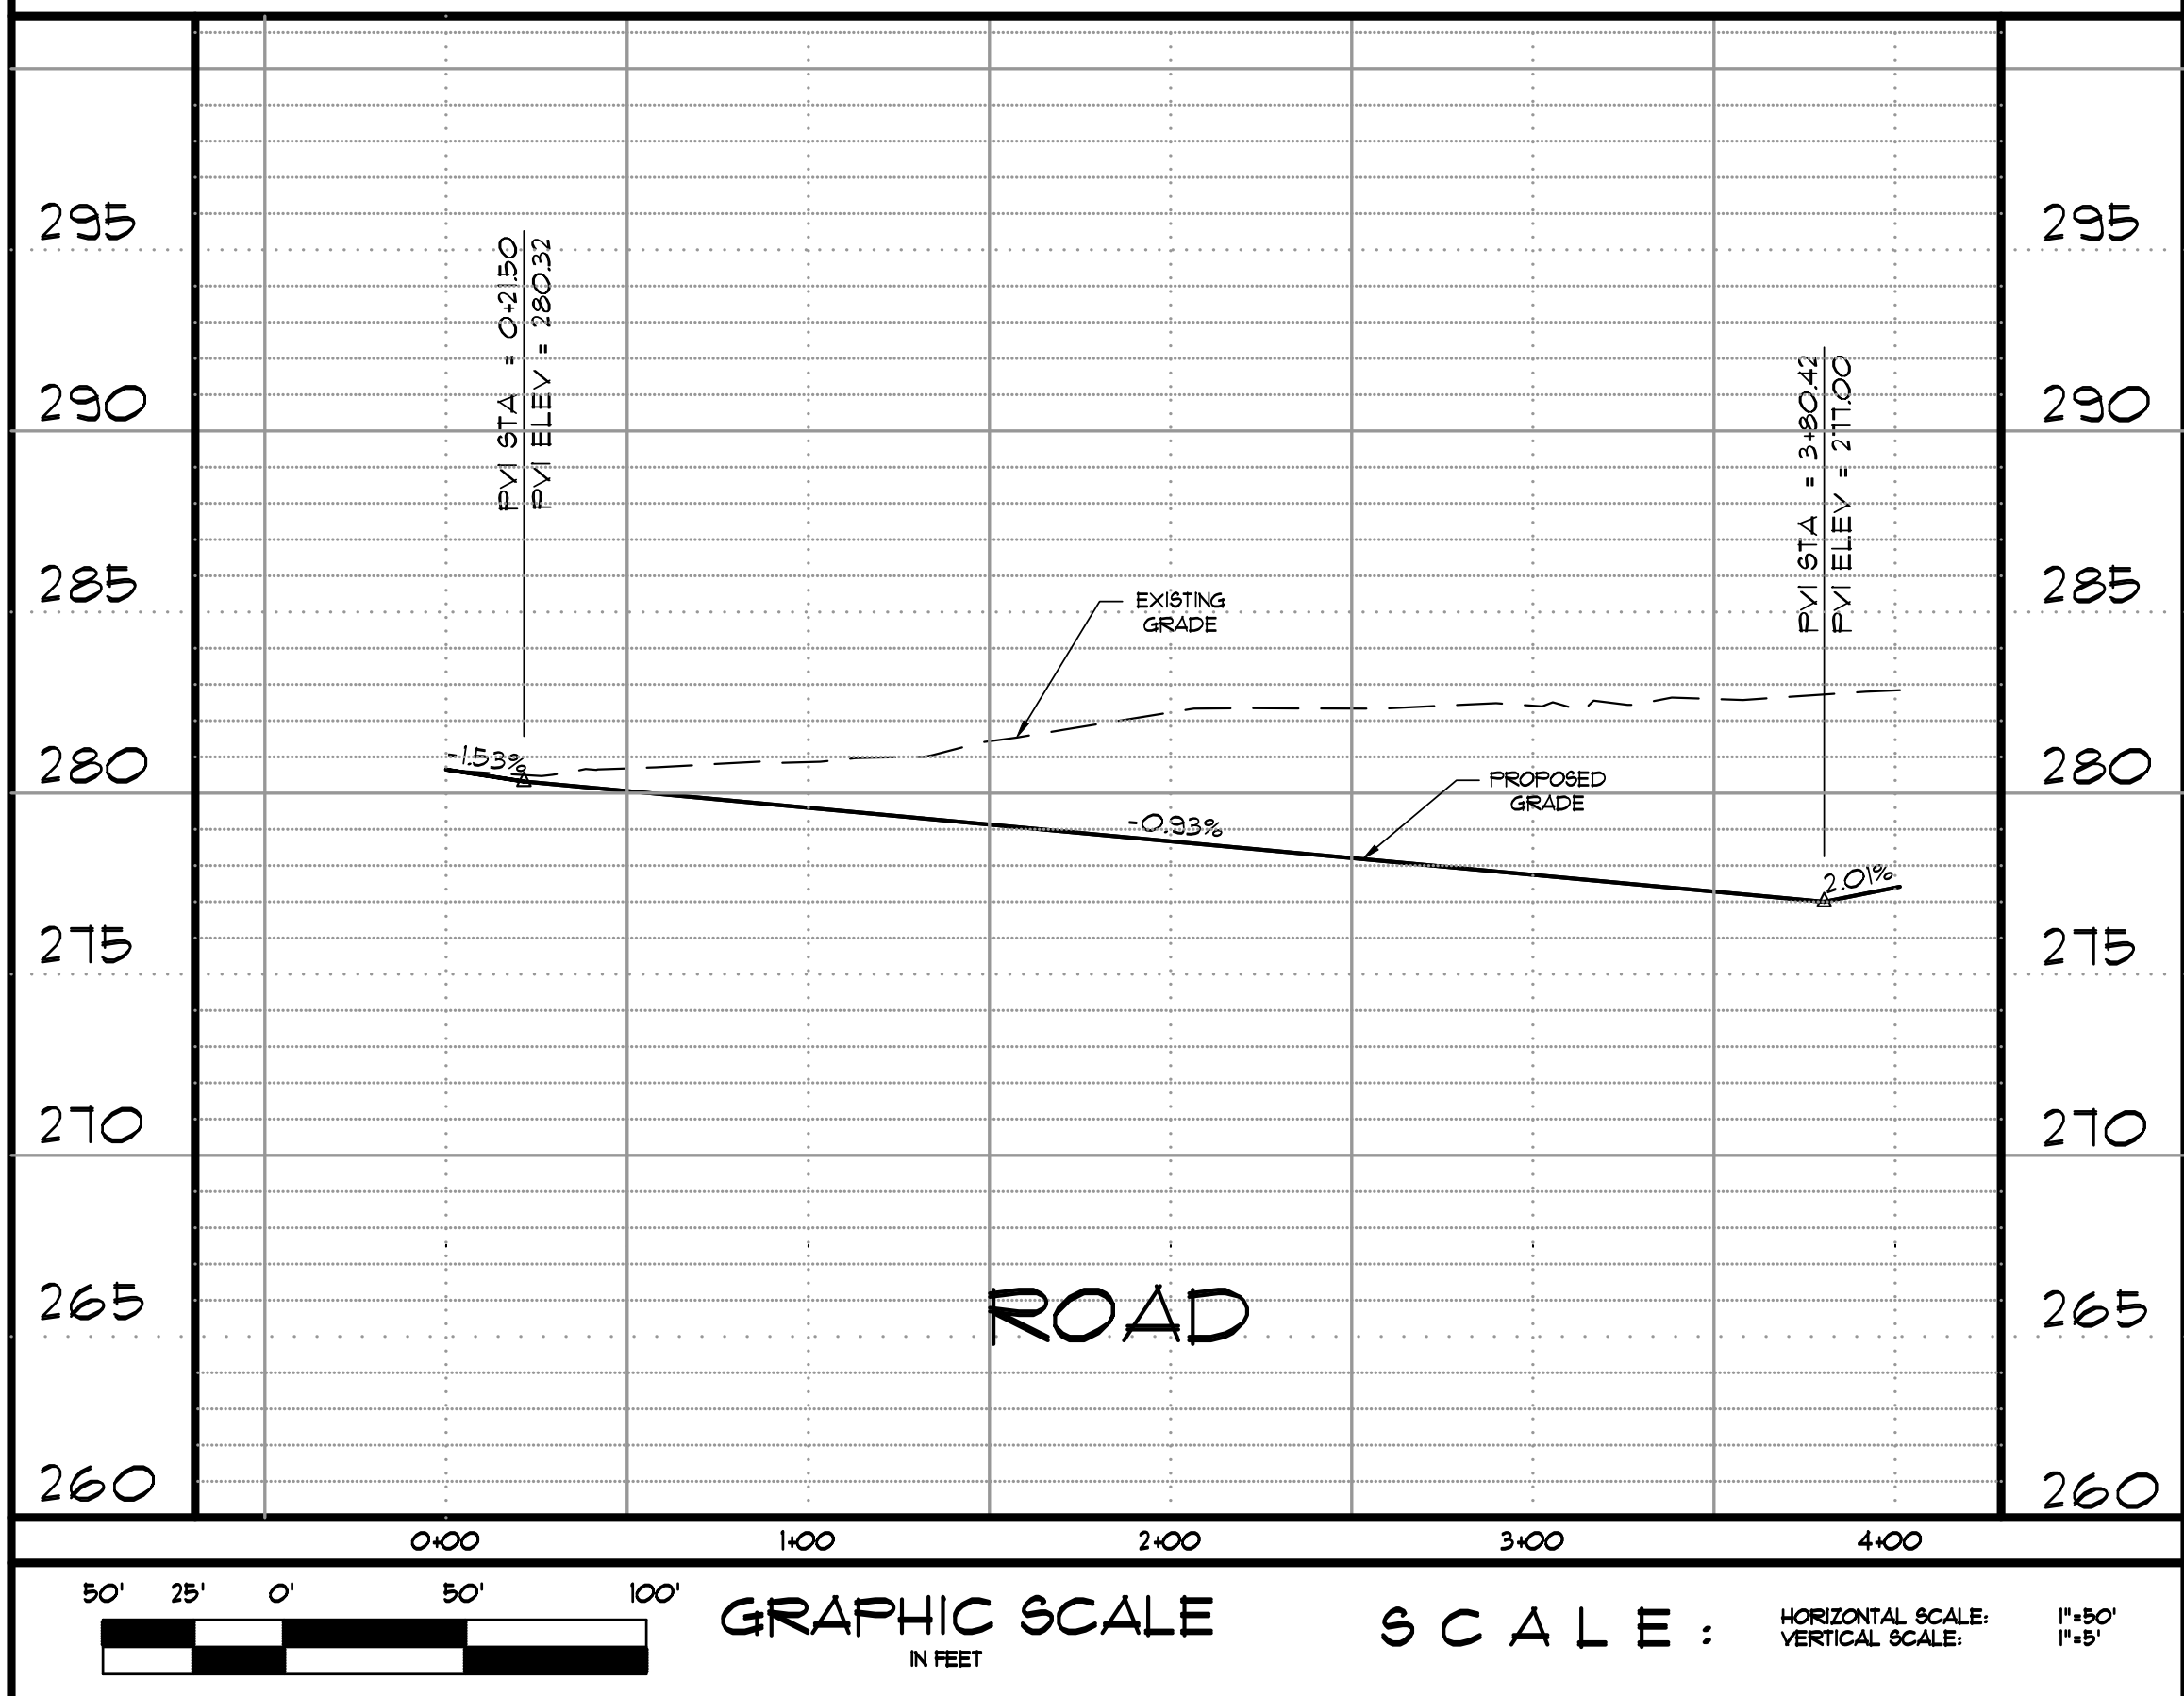 295
295
PVI STA = 0+21.50
PVI ELEV = 280.32
290
290
PVI STA = 3+80.42
PVI ELEV = 277.00
285
285
EXISTING
GRADE
280
-1.53%
280
PROPOSED
GRADE
-0.93%
2.01%
275
275
270
270
265
ROAD
265
260
260
0+00 1+00 2+00 3+00 4+00
50' 25' 0' 50' 100'
GRAPHIC SCALE
IN FEET
SCALE:
HORIZONTAL SCALE: 1"=50'
VERTICAL SCALE: 1"=5'